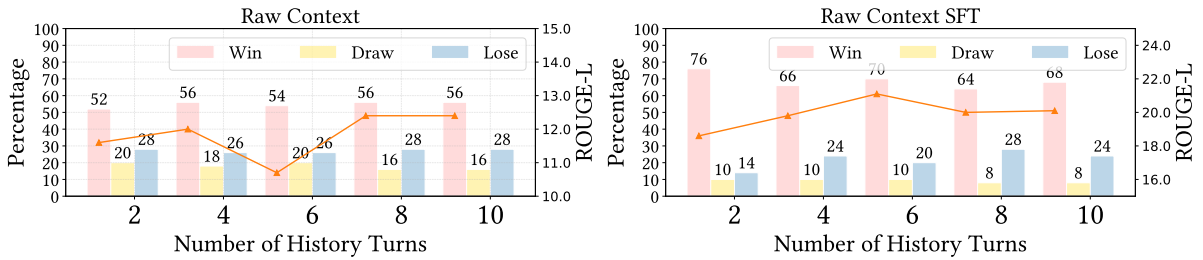 Raw Context
Percentage
100
90
80
70
60
50
40
30
20
10
0
Win Draw Lose
52 20 28
56 18 26
54 20 26
56 16 28
56 16 28
15.0
14.0
13.0
12.0
11.0
10.0
ROUGE-L
2 4 6 8 10
Number of History Turns
Raw Context SFT
Percentage
100
90
80
70
60
50
40
30
20
10
0
Win Draw Lose
76 10 14
66 10 24
70 10 20
64 8 28
68 8 24
24.0
22.0
20.0
18.0
16.0
ROUGE-L
2 4 6 8 10
Number of History Turns